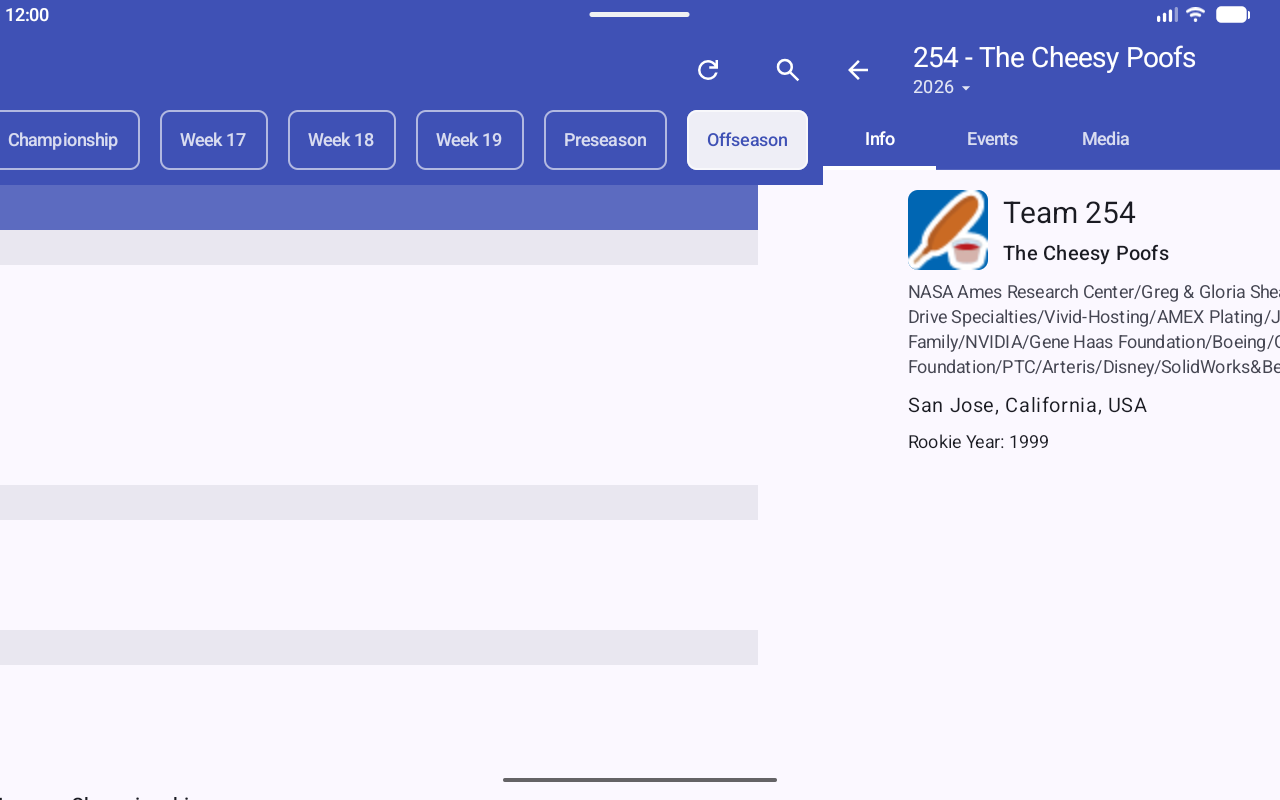 12:00
Championship
Week 17
Week 18
Week 19
Preseason
Offseason
254 - The Cheesy Poofs
2026
Info
Events
Media
Team 254
The Cheesy Poofs
NASA Ames Research Center/Greg & Gloria
Drive Specialties/Vivid-Hosting/AMEX Plating/
Family/NVIDIA/Gene Haas Foundation/Boeing/
Foundation/PTC/Arteris/Disney/SolidWorks&
San Jose, California, USA
Rookie Year: 1999